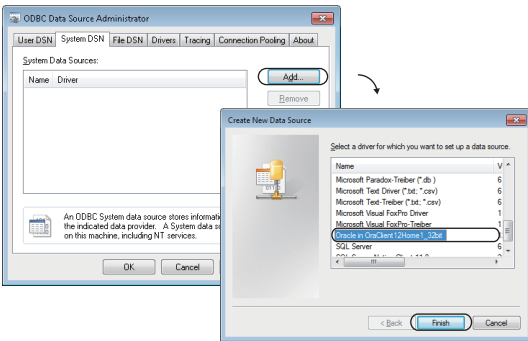 ODBC Data Source Administrator
User DSN System DSN File DSN Drivers Tracing Connection Pooling About
System Data Sources:
Name Driver
Add...
Remove
An ODBC System data source stores informati
the indicated data provider. A System data s
on this machine, including NT services.
OK Cancel
Create New Data Source
Select a driver for which you want to set up a data source.
Name V
Microsoft Paradox-Treiber (*.db ) 6
Microsoft Text Driver (*.txt; *.csv) 6
Microsoft Text-Treiber (*.txt; *.csv) 6
Microsoft Visual FoxPro Driver 1
Microsoft Visual FoxPro-Treiber 1
Oracle in OraClient12Home1_32bit
SQL Server 6
< Back Finish Cancel